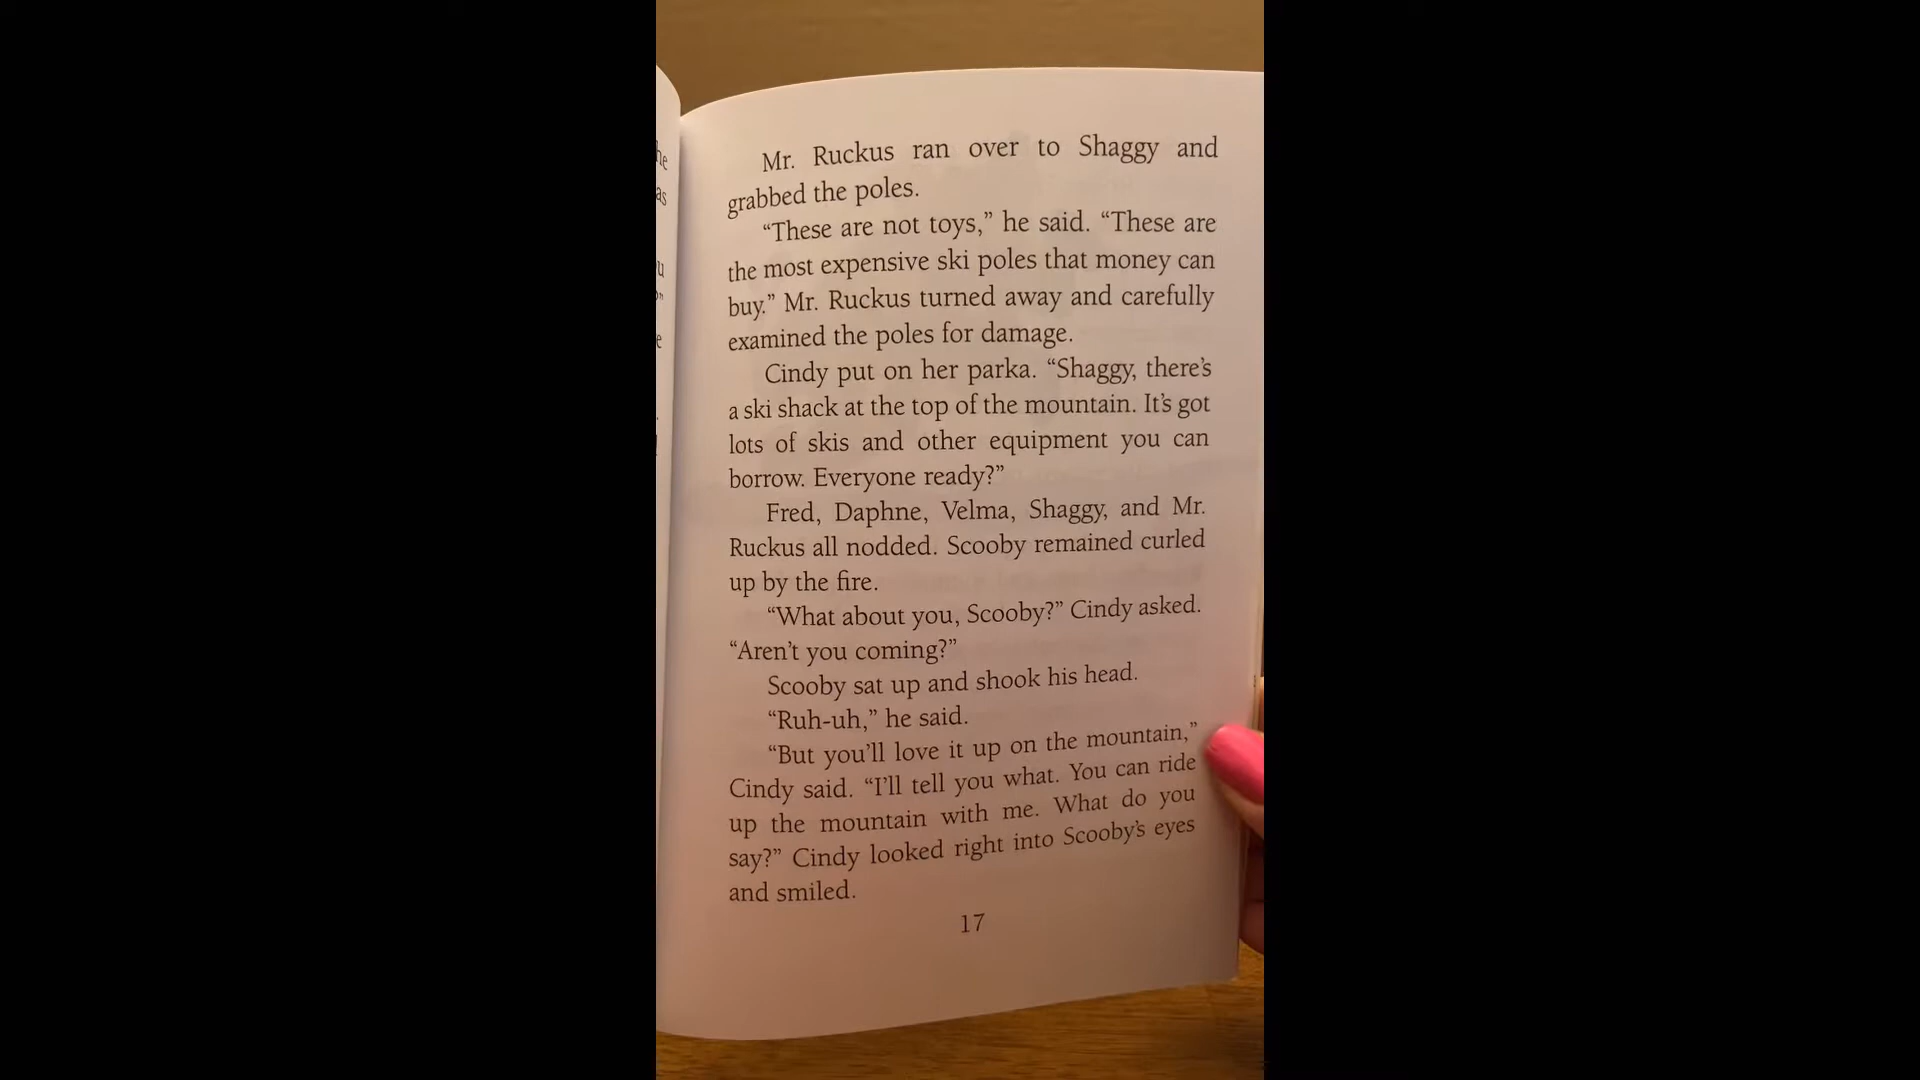 he
as
u
?"
e
Mr. Ruckus ran over to Shaggy and
grabbed the poles.
“These are not toys,” he said. “These are
the most expensive ski poles that money can
buy.” Mr. Ruckus turned away and carefully
examined the poles for damage.
Cindy put on her parka. “Shaggy, there’s
a ski shack at the top of the mountain. It’s got
lots of skis and other equipment you can
borrow. Everyone ready?”
Fred, Daphne, Velma, Shaggy, and Mr.
Ruckus all nodded. Scooby remained curled
up by the fire.
“What about you, Scooby?” Cindy asked.
“Aren’t you coming?”
Scooby sat up and shook his head.
“Ruh-uh,” he said.
“But you’ll love it up on the mountain,”
Cindy said. “I’ll tell you what. You can ride
up the mountain with me. What do you
say?” Cindy looked right into Scooby’s eyes
and smiled.
17